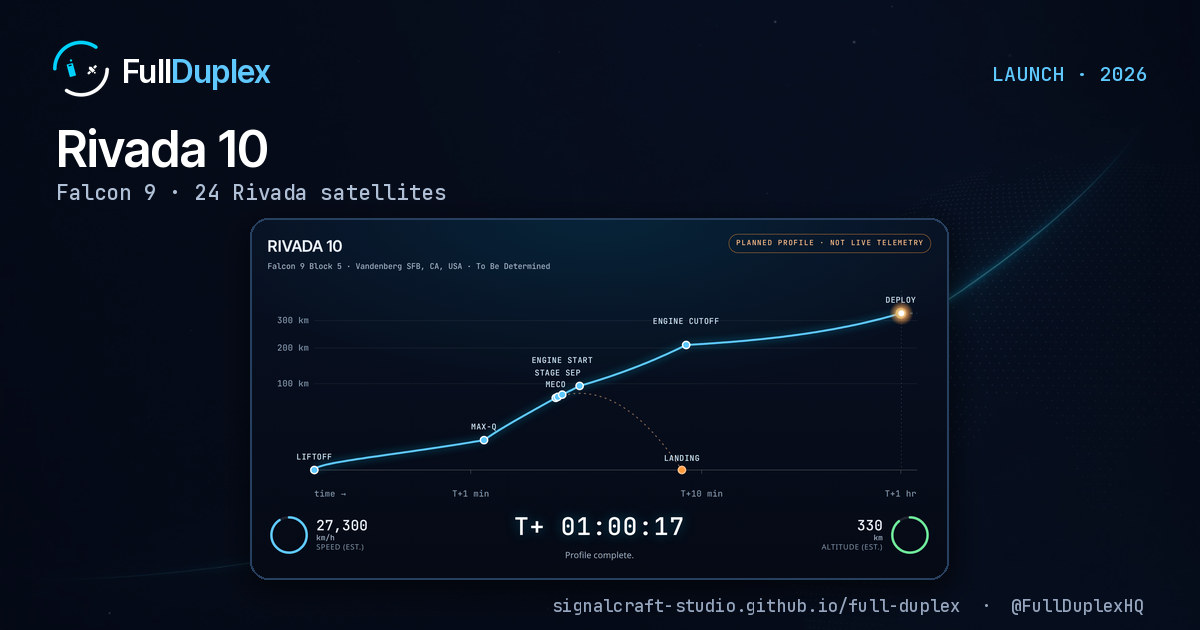 FullDuplex
LAUNCH · 2026
Rivada 10
Falcon 9 · 24 Rivada satellites
RIVADA 10
PLANNED PROFILE · NOT LIVE TELEMETRY
Falcon 9 Block 5 · Vandenberg SFB, CA, USA · To Be Determined
DEPLOY
300 km
ENGINE CUTOFF
200 km
ENGINE START
STAGE SEP
100 km
MECO
MAX-Q
LIFTOFF
LANDING
time →
T+1 min
T+10 min
T+1 hr
27,300
km/h
SPEED (EST.)
T+ 01:00:17
Profile complete.
330
km
ALTITUDE (EST.)
signalcraft-studio.github.io/full-duplex · @FullDuplexHQ